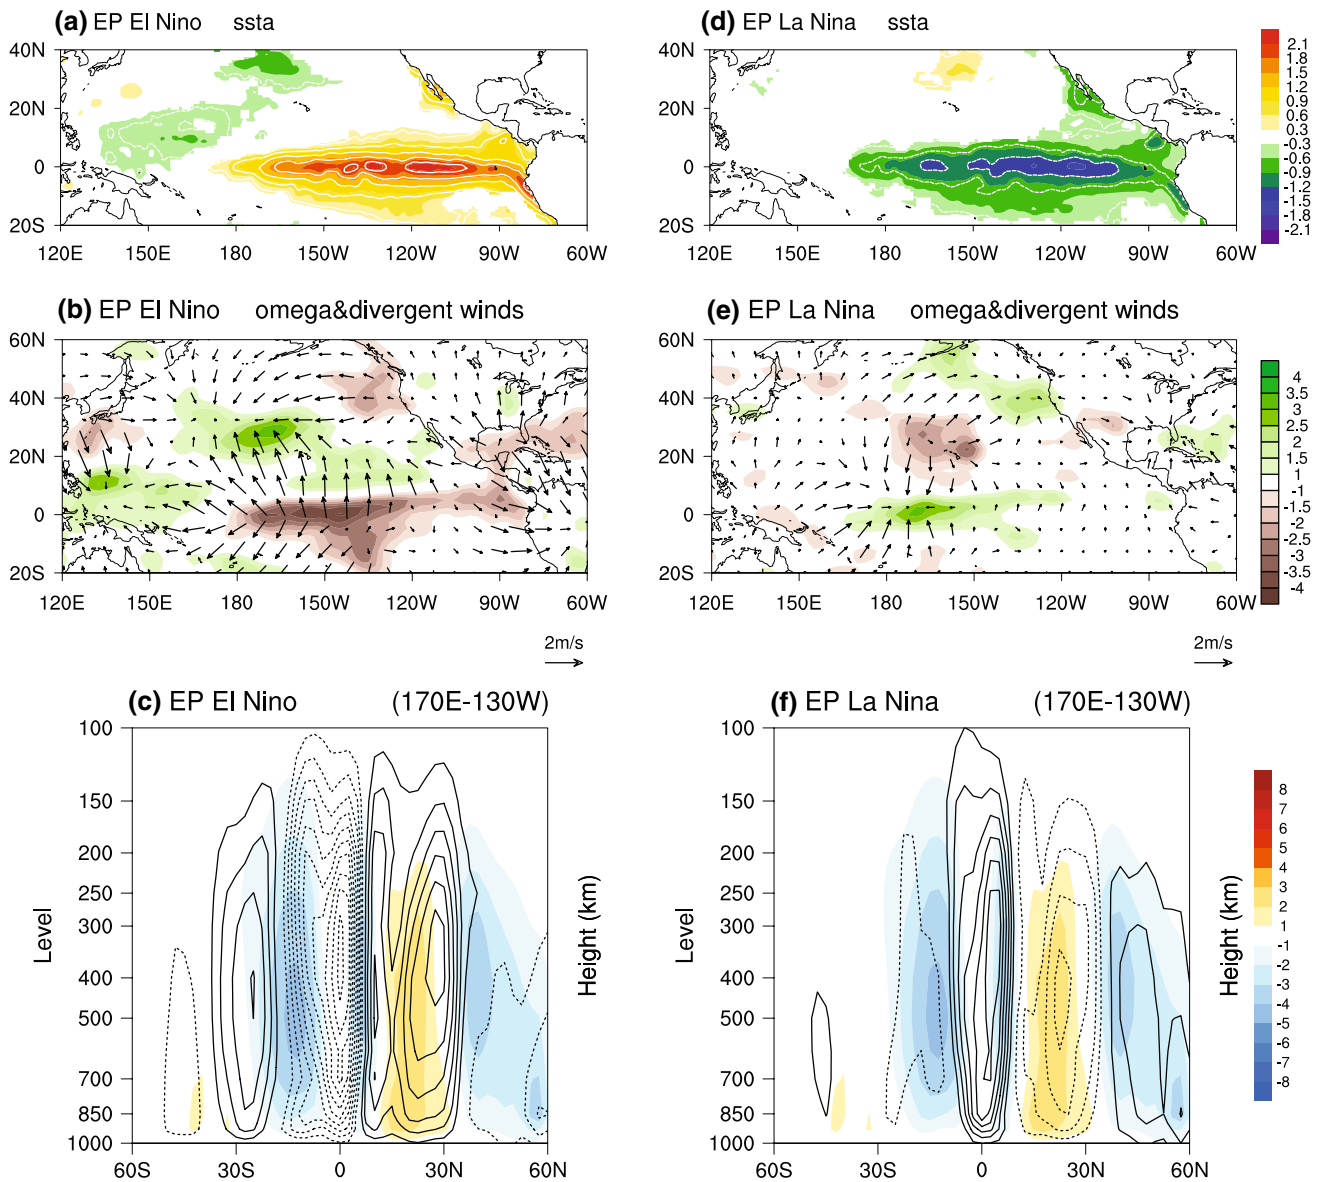 (a) EP El Nino ssta
40N
20N
0
20S
120E 150E 180 150W 120W 90W 60W
(d) EP La Nina ssta
40N
20N
0
20S
120E 150E 180 150W 120W 90W 60W
2.1
1.8
1.5
1.2
0.9
0.6
0.3
-0.3
-0.6
-0.9
-1.2
-1.5
-1.8
-2.1
(b) EP El Nino omega&divergent winds
60N
40N
20N
0
20S
120E 150E 180 150W 120W 90W 60W
2m/s
(e) EP La Nina omega&divergent winds
60N
40N
20N
0
20S
120E 150E 180 150W 120W 90W 60W
2m/s
4
3.5
3
2.5
2
1.5
1
-1
-1.5
-2
-2.5
-3
-3.5
-4
(c) EP El Nino (170E-130W)
100
150
200
250
300
400
500
700
850
1000
Level
Height (km)
60S 30S 0 30N 60N
(f) EP La Nina (170E-130W)
100
150
200
250
300
400
500
700
850
1000
Level
Height (km)
60S 30S 0 30N 60N
8
7
6
5
4
3
2
1
-1
-2
-3
-4
-5
-6
-7
-8